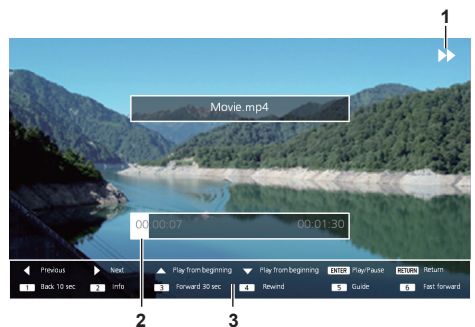 1
Movie.mp4
00:00:07 00:01:30
Previous Next Play from beginning Play from beginning ENTER Play/Pause RETURN Return
1 Back 10 sec 2 Info 3 Forward 30 sec 4 Rewind 5 Guide 6 Fast forward
2 3